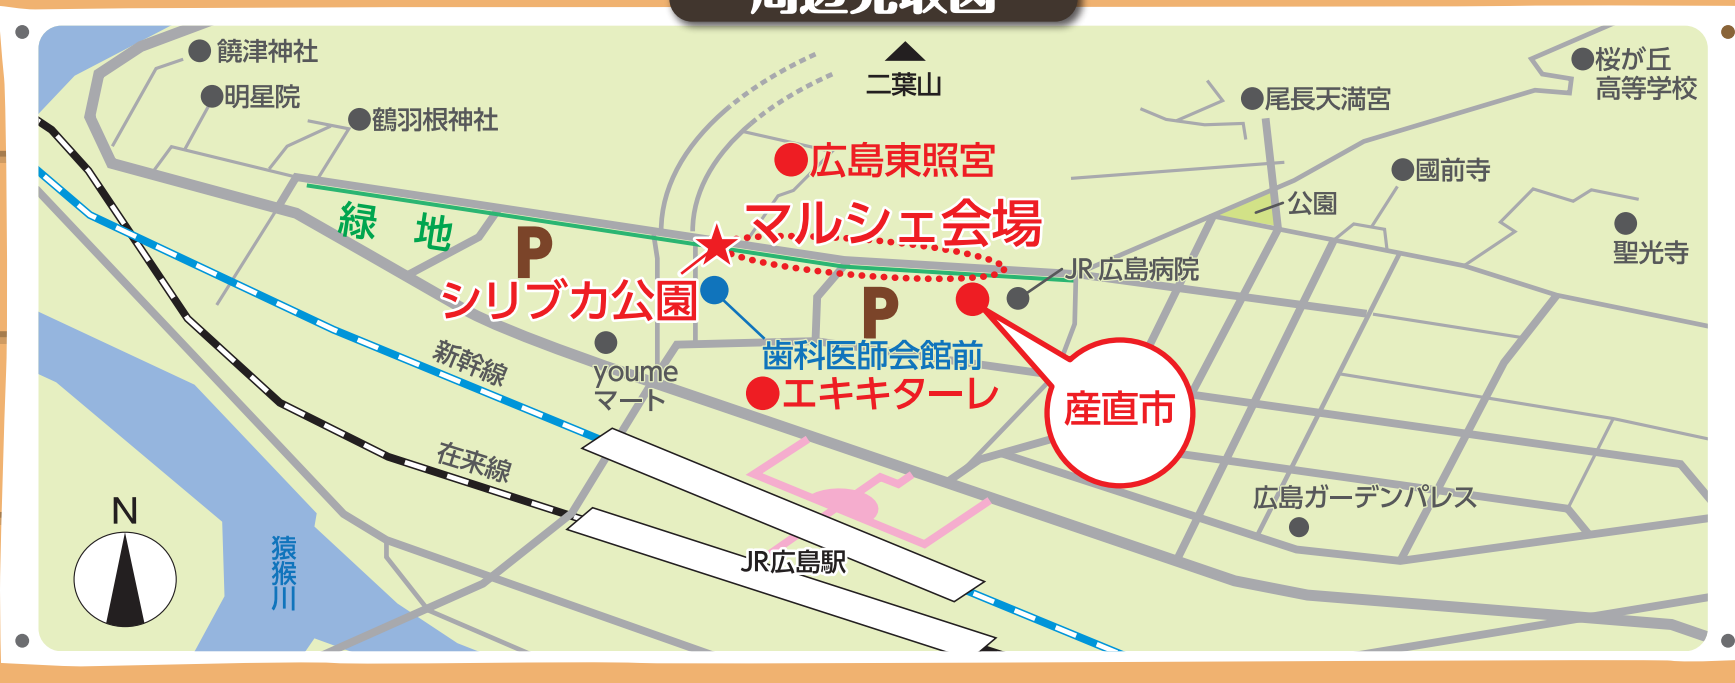 周辺見取図
饒津神社
明星院
鶴羽根神社
二葉山
尾長天満宮
桜が丘
高等学校
広島東照宮
國前寺
公園
聖光寺
マルシェ会場
緑 地
P
シリブカ公園
JR広島病院
P
歯科医師会館前
youme
マート
エキキターレ
産直市
新幹線
在来線
広島ガーデンパレス
N
猿猴川
JR広島駅